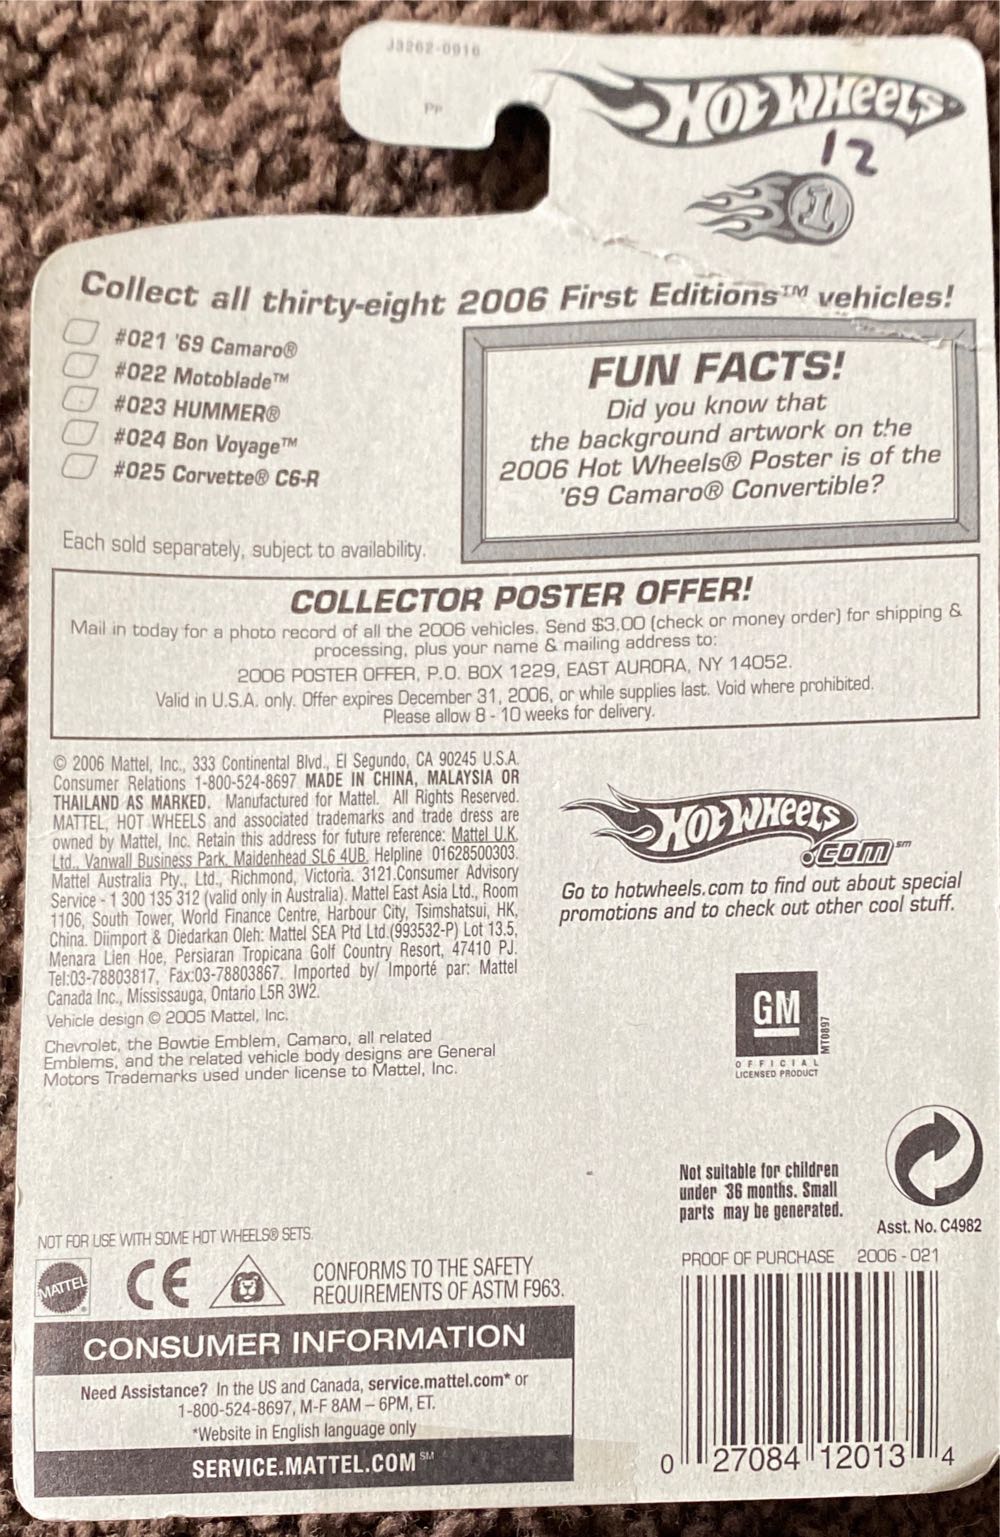 J3262-0916
PP
HOT WHEELS
12
1
Collect all thirty-eight 2006 First Editions™ vehicles!
#021 '69 Camaro®
#022 Motoblade™
#023 HUMMER®
#024 Bon Voyage™
#025 Corvette® C6-R
Each sold separately, subject to availability.
FUN FACTS!
Did you know that
the background artwork on the
2006 Hot Wheels® Poster is of the
'69 Camaro® Convertible?
COLLECTOR POSTER OFFER!
Mail in today for a photo record of all the 2006 vehicles. Send $3.00 (check or money order) for shipping &
processing, plus your name & mailing address to:
2006 POSTER OFFER, P.O. BOX 1229, EAST AURORA, NY 14052.
Valid in U.S.A. only. Offer expires December 31, 2006, or while supplies last. Void where prohibited.
Please allow 8 - 10 weeks for delivery.
© 2006 Mattel, Inc., 333 Continental Blvd., El Segundo, CA 90245 U.S.A.
Consumer Relations 1-800-524-8697 MADE IN CHINA, MALAYSIA OR
THAILAND AS MARKED. Manufactured for Mattel. All Rights Reserved.
MATTEL, HOT WHEELS and associated trademarks and trade dress are
owned by Mattel, Inc. Retain this address for future reference: Mattel U.K.
Ltd., Vanwall Business Park, Maidenhead SL6 4UB. Helpline 01628500303.
Mattel Australia Pty., Ltd., Richmond, Victoria. 3121.Consumer Advisory
Service - 1 300 135 312 (valid only in Australia). Mattel East Asia Ltd., Room
1106, South Tower, World Finance Centre, Harbour City, Tsimshatsui, HK,
China. Diimport & Diedarkan Oleh: Mattel SEA Ptd Ltd.(993532-P) Lot 13.5,
Menara Lien Hoe, Persiaran Tropicana Golf Country Resort, 47410 PJ.
Tel:03-78803817, Fax:03-78803867. Imported by/ Importé par: Mattel
Canada Inc., Mississauga, Ontario L5R 3W2.
Vehicle design © 2005 Mattel, Inc.
Chevrolet, the Bowtie Emblem, Camaro, all related
Emblems, and the related vehicle body designs are General
Motors Trademarks used under license to Mattel, Inc.
HOT WHEELS
.COM℠
Go to hotwheels.com to find out about special
promotions and to check out other cool stuff.
GM
MT0897
OFFICIAL
LICENSED PRODUCT
Not suitable for children
under 36 months. Small
parts may be generated.
Asst. No. C4982
NOT FOR USE WITH SOME HOT WHEELS® SETS.
MATTEL ®
CE
CONFORMS TO THE SAFETY
REQUIREMENTS OF ASTM F963.
CONSUMER INFORMATION
Need Assistance? In the US and Canada, service.mattel.com* or
1-800-524-8697, M-F 8AM – 6PM, ET.
*Website in English language only
SERVICE.MATTEL.COM℠
PROOF OF PURCHASE 2006 - 021
0 27084 12013 4